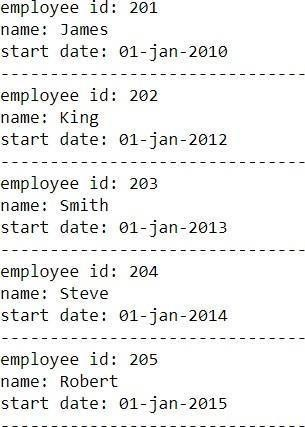 employee id: 201
name: James
start date: 01-jan-2010
-------------------------------
employee id: 202
name: King
start date: 01-jan-2012
-------------------------------
employee id: 203
name: Smith
start date: 01-jan-2013
-------------------------------
employee id: 204
name: Steve
start date: 01-jan-2014
-------------------------------
employee id: 205
name: Robert
start date: 01-jan-2015
-------------------------------